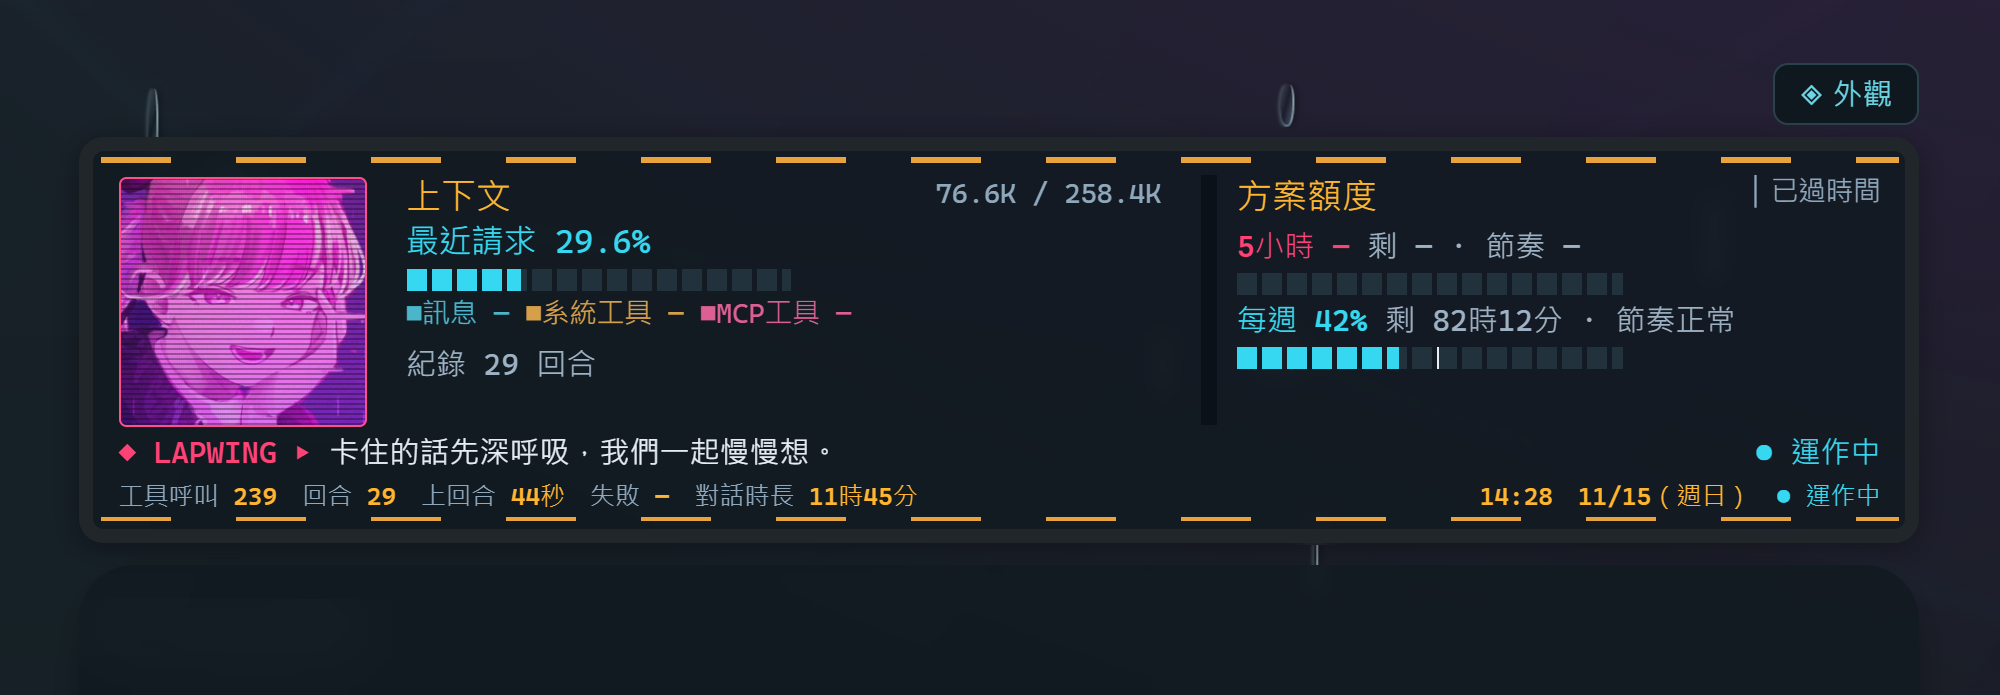 ◈ 外觀
上下文 76.6K / 258.4K
最近請求 29.6%
■訊息 — ■系統工具 — ■MCP工具 —
紀錄 29 回合
方案額度 | 已過時間
5小時 — 剩 — · 節奏 —
每週 42% 剩 82時12分 · 節奏正常
◆ LAPWING ▶ 卡住的話先深呼吸，我們一起慢慢想。 ● 運作中
工具呼叫 239 回合 29 上回合 44秒 失敗 — 對話時長 11時45分 14:28 11/15（週日） ● 運作中